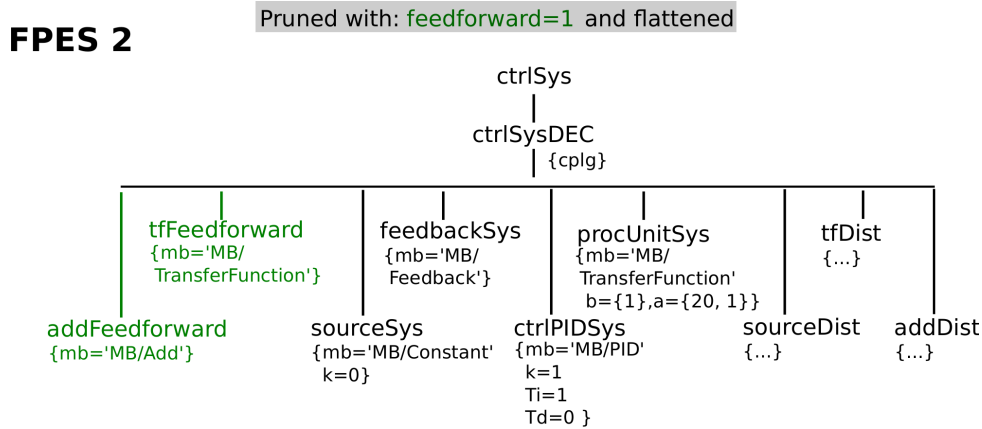 Pruned with: feedforward=1 and flattened
FPES 2
ctrlSys
ctrlSysDEC
{cplg}
tfFeedforward
{mb='MB/
TransferFunction'}
feedbackSys
{mb='MB/
Feedback'}
procUnitSys
{mb='MB/
TransferFunction'
b={1},a={20, 1}}
tfDist
{...}
addFeedforward
{mb='MB/Add'}
sourceSys
{mb='MB/Constant'
k=0}
ctrlPIDSys
{mb='MB/PID'
k=1
Ti=1
Td=0 }
sourceDist
{...}
addDist
{...}